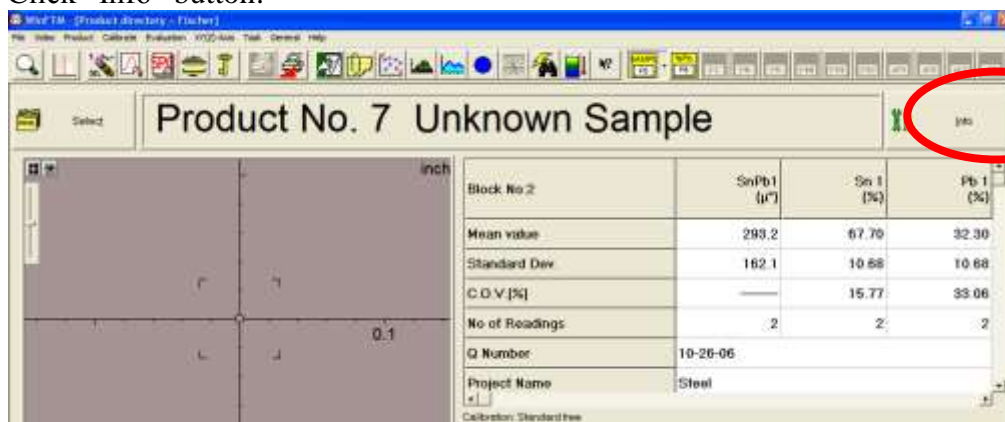 Click "Info" button.
WinFTM - [Product directory - Fischer]
File Index Product Calibrate Evaluation XY(Z)-Axis Task General Help
Select
Product No. 7 Unknown Sample
Info
inch
0.1
Block No:2 SnPb1 (µ") Sn 1 (%) Pb 1 (%)
Mean value 293.2 67.70 32.30
Standard Dev 162.1 10.68 10.68
C.O.V.[%] ----- 15.77 33.06
No of Readings 2 2 2
Q Number 10-26-06
Project Name Steel
Calibration: Standard free